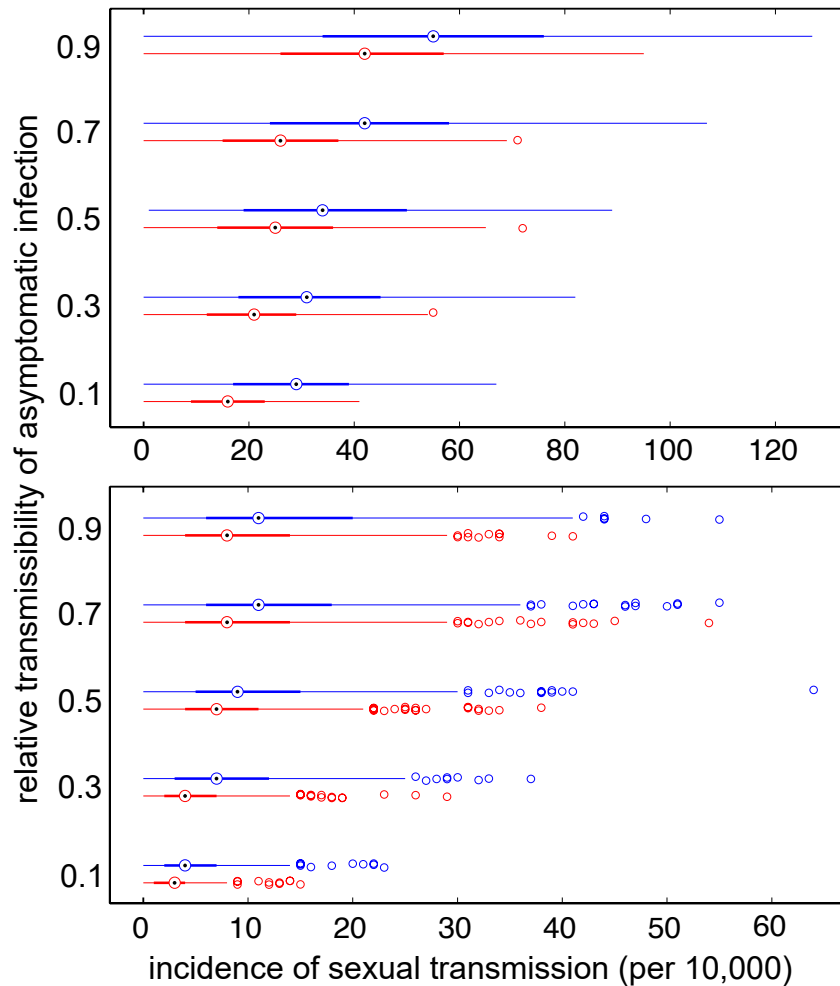 relative transmissibility of asymptomatic infection
0.9
0.7
0.5
0.3
0.1
0 20 40 60 80 100 120
0.9
0.7
0.5
0.3
0.1
0 10 20 30 40 50 60
incidence of sexual transmission (per 10,000)